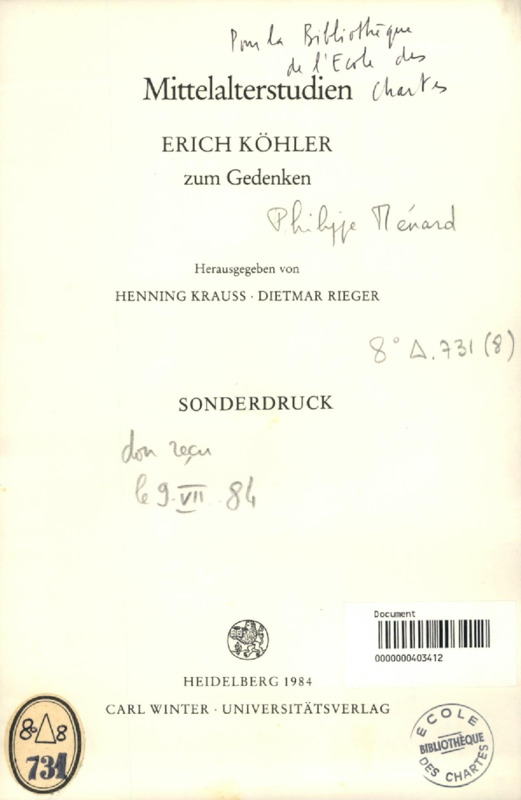 Pour la Bibliothèque
de l'Ecole des
Chartes
Mittelalterstudien
ERICH KÖHLER
zum Gedenken
Philippe Ménard
Herausgegeben von
HENNING KRAUSS · DIETMAR RIEGER
8° Δ.731 (8)
SONDERDRUCK
don reçu
le 9 VII 84
Document
0000000403412
HEIDELBERG 1984
CARL WINTER · UNIVERSITÄTSVERLAG
8° Δ 8
731
ECOLE
BIBLIOTHÈQUE
DES CHARTES